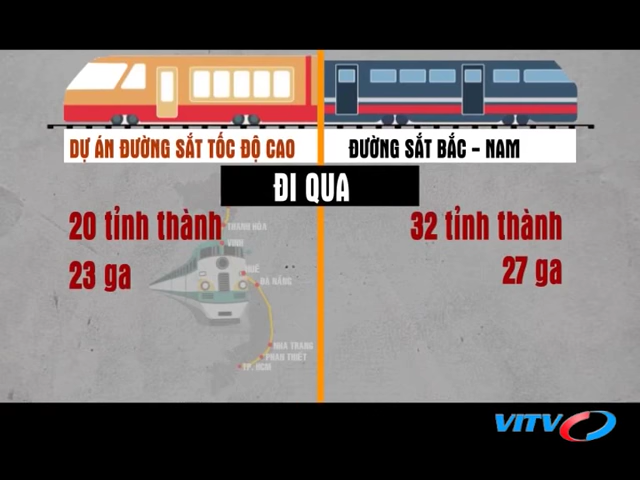 DỰ ÁN ĐƯỜNG SẮT TỐC ĐỘ CAO
ĐƯỜNG SẮT BẮC – NAM
ĐI QUA
20 tỉnh thành
32 tỉnh thành
23 ga
27 ga
THANH HÓA
VINH
HUẾ
ĐÀ NẴNG
NHA TRANG
PHAN THIẾT
TP. HCM
VITV